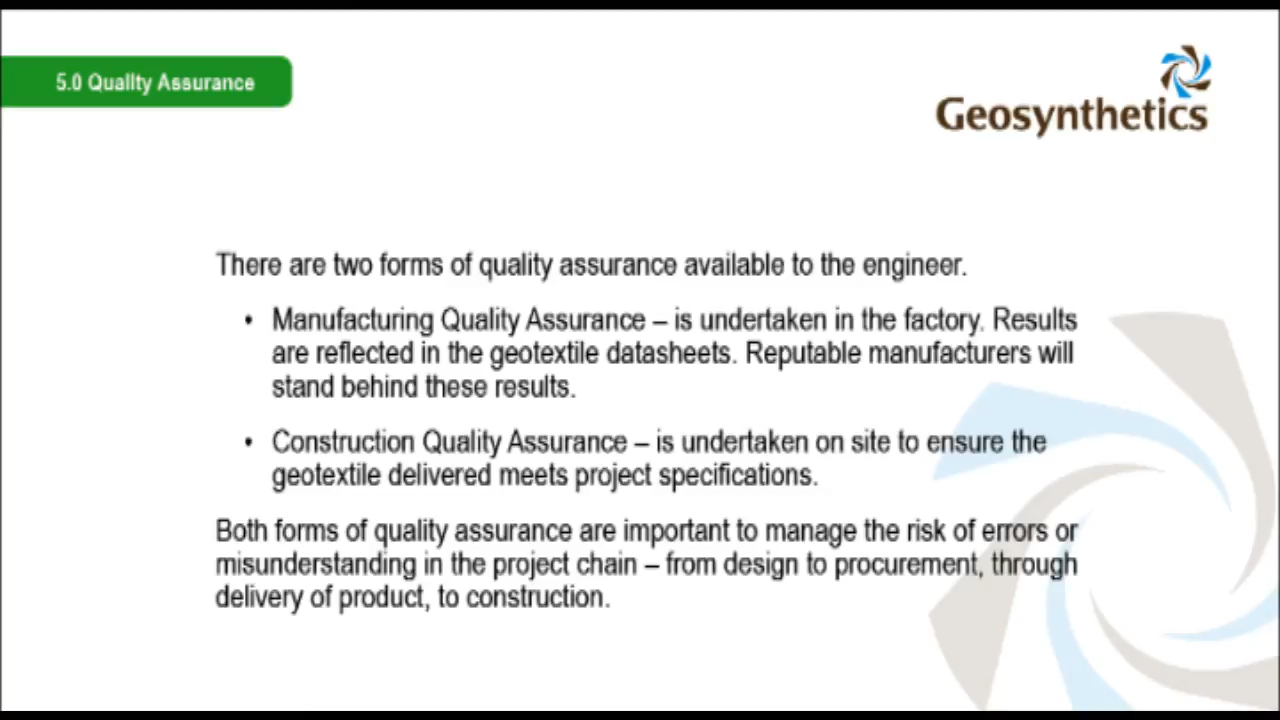 5.0 Quality Assurance
Geosynthetics
There are two forms of quality assurance available to the engineer.
• Manufacturing Quality Assurance – is undertaken in the factory. Results
are reflected in the geotextile datasheets. Reputable manufacturers will
stand behind these results.
• Construction Quality Assurance – is undertaken on site to ensure the
geotextile delivered meets project specifications.
Both forms of quality assurance are important to manage the risk of errors or
misunderstanding in the project chain – from design to procurement, through
delivery of product, to construction.